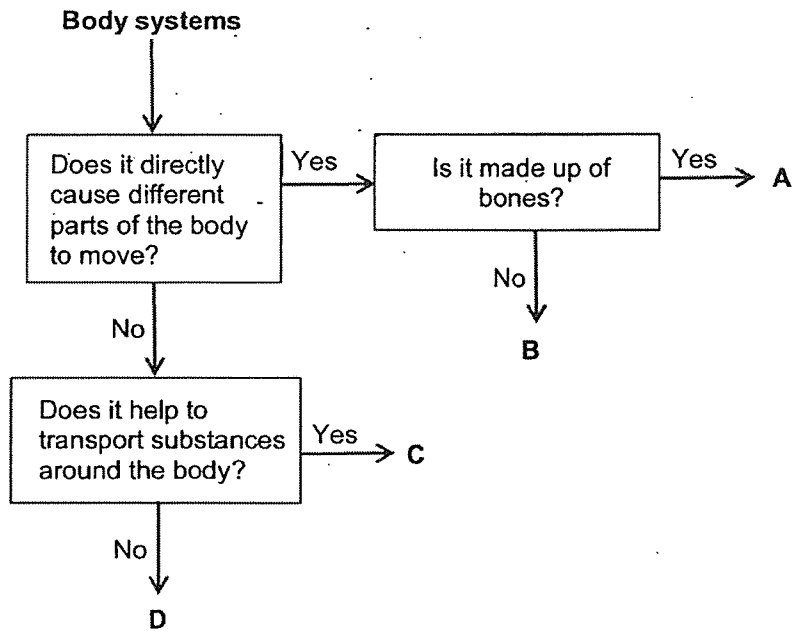 Body systems
Does it directly
cause different
parts of the body
to move?
Yes
Is it made up of
bones?
Yes
A
No
B
No
Does it help to
transport substances
around the body?
Yes
C
No
D